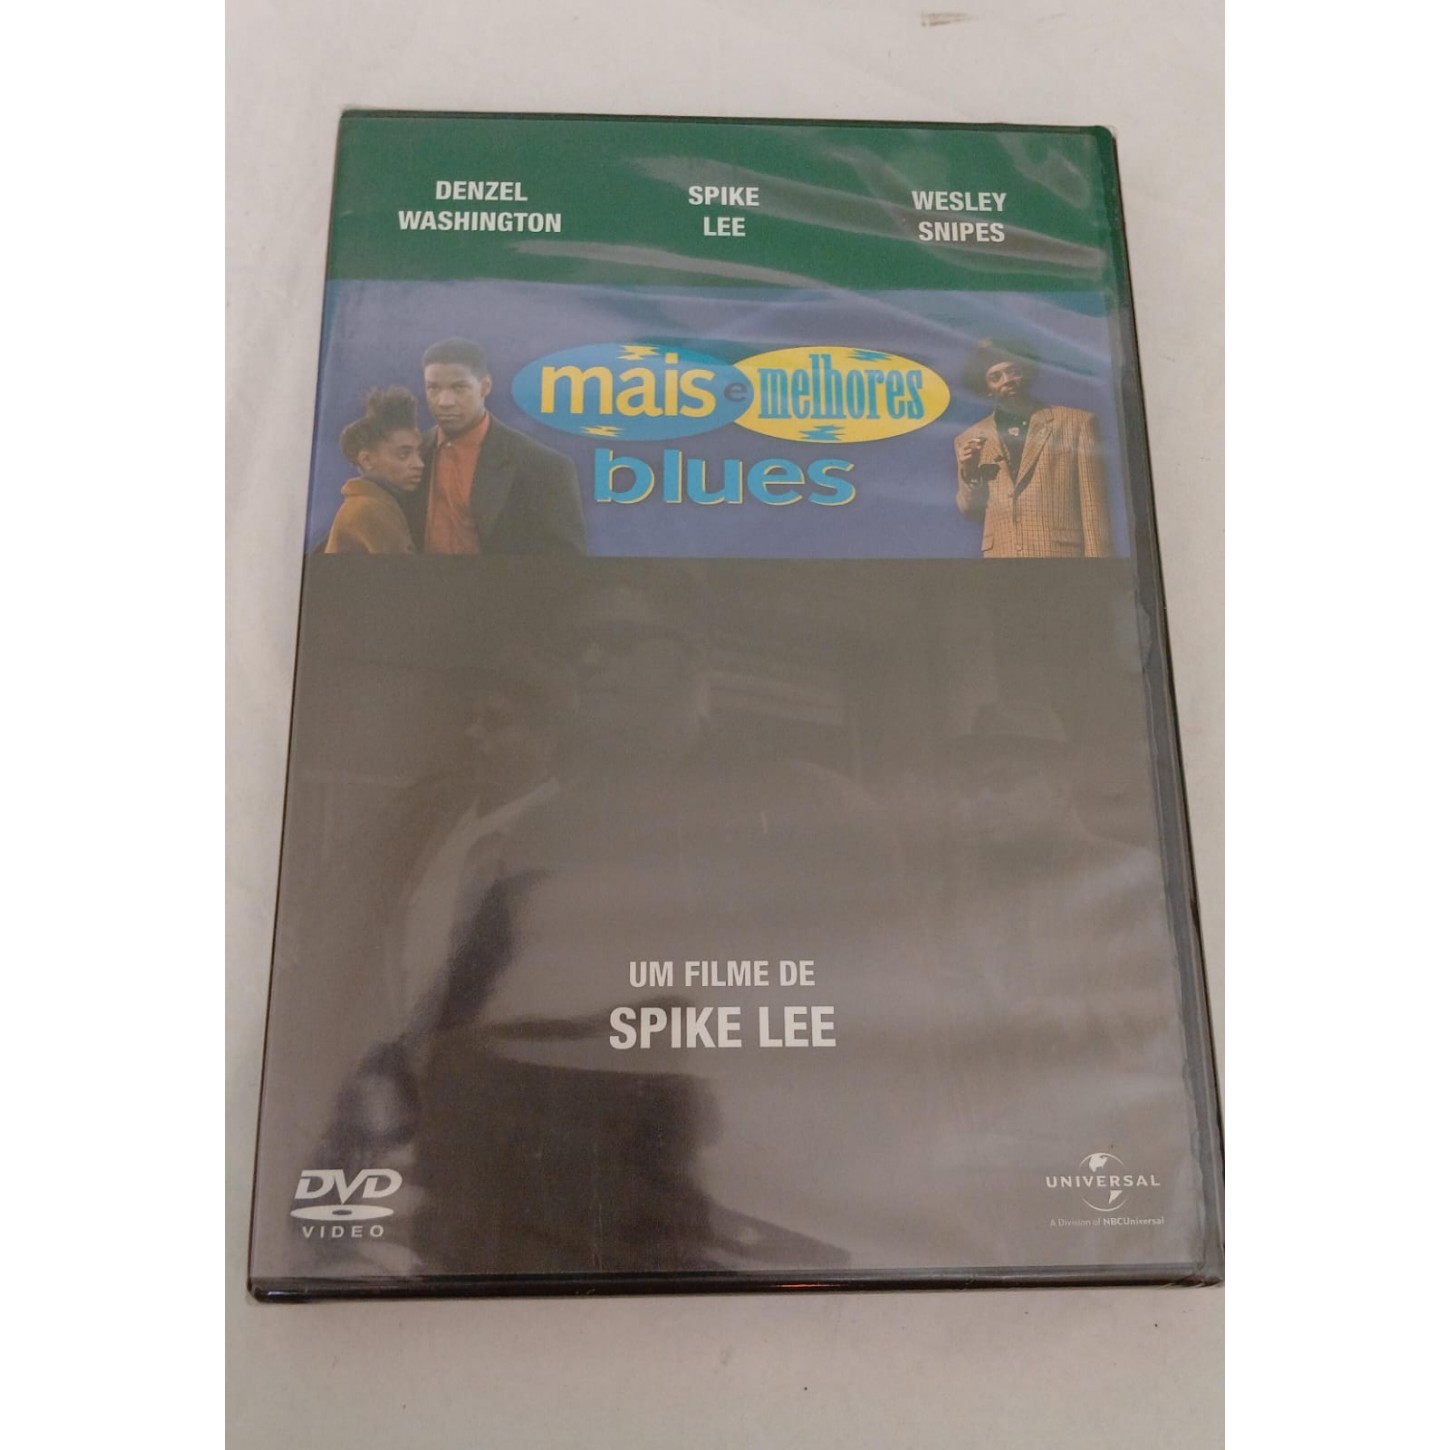 DENZEL
WASHINGTON
SPIKE
LEE
WESLEY
SNIPES
mais e melhores
blues
UM FILME DE
SPIKE LEE
DVD
VIDEO
UNIVERSAL
A Division of NBCUniversal